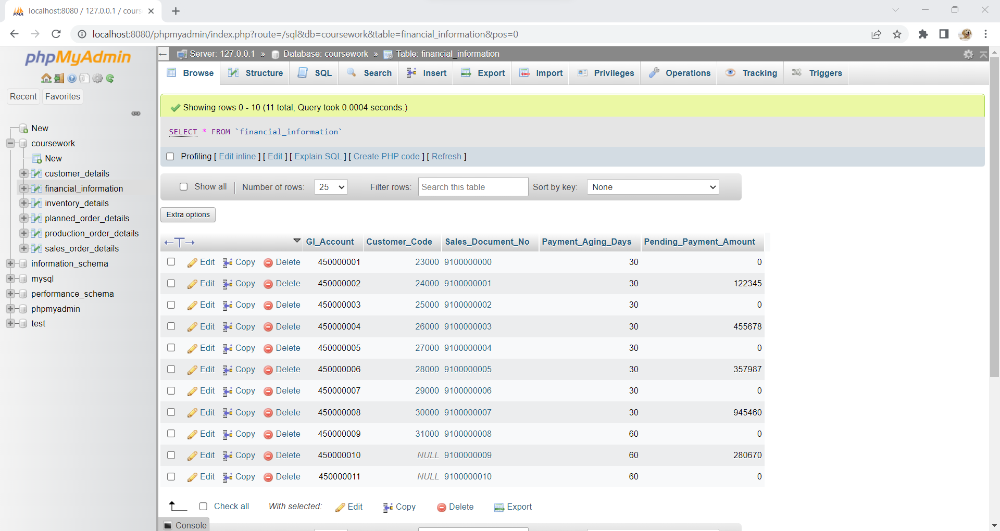 localhost:8080 / 127.0.0.1 / cours
localhost:8080/phpmyadmin/index.php?route=/sql&db=coursework&table=financial_information&pos=0
phpMyAdmin
Recent Favorites
New
coursework
New
customer_details
financial_information
inventory_details
planned_order_details
production_order_details
sales_order_details
information_schema
mysql
performance_schema
phpmyadmin
test
Server: 127.0.0.1 » Database: coursework » Table: financial_information
Browse Structure SQL Search Insert Export Import Privileges Operations Tracking Triggers
Showing rows 0 - 10 (11 total, Query took 0.0004 seconds.)
SELECT * FROM `financial_information`
Profiling [ Edit inline ] [ Edit ] [ Explain SQL ] [ Create PHP code ] [ Refresh ]
Show all Number of rows: 25 Filter rows: Search this table Sort by key: None
Extra options
←T→ Gl_Account Customer_Code Sales_Document_No Payment_Aging_Days Pending_Payment_Amount
Edit Copy Delete 450000001 23000 9100000000 30 0
Edit Copy Delete 450000002 24000 9100000001 30 122345
Edit Copy Delete 450000003 25000 9100000002 30 0
Edit Copy Delete 450000004 26000 9100000003 30 455678
Edit Copy Delete 450000005 27000 9100000004 30 0
Edit Copy Delete 450000006 28000 9100000005 30 357987
Edit Copy Delete 450000007 29000 9100000006 30 0
Edit Copy Delete 450000008 30000 9100000007 30 945460
Edit Copy Delete 450000009 31000 9100000008 60 0
Edit Copy Delete 450000010 NULL 9100000009 60 280670
Edit Copy Delete 450000011 NULL 9100000010 60 0
Check all With selected: Edit Copy Delete Export
Console